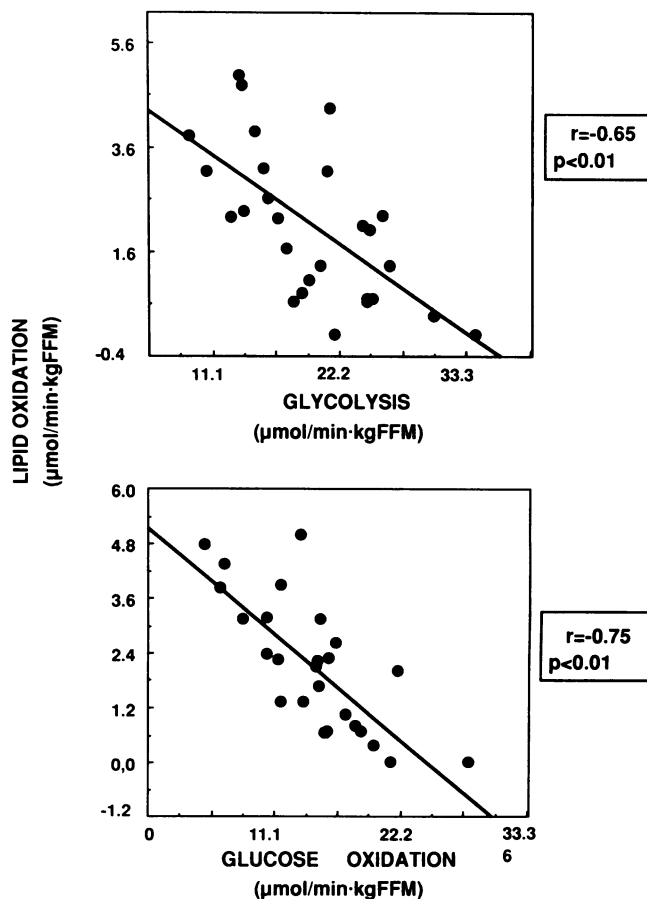 5.6
3.6
1.6
-0.4
11.1 22.2 33.3
GLYCOLYSIS
(µmol/min·kgFFM)
r=-0.65
p<0.01
LIPID OXIDATION
(µmol/min·kgFFM)
6.0
4.8
3.6
2.4
1.2
0,0
-1.2
0 11.1 22.2 33.3
GLUCOSE OXIDATION 6
(µmol/min·kgFFM)
r=-0.75
p<0.01